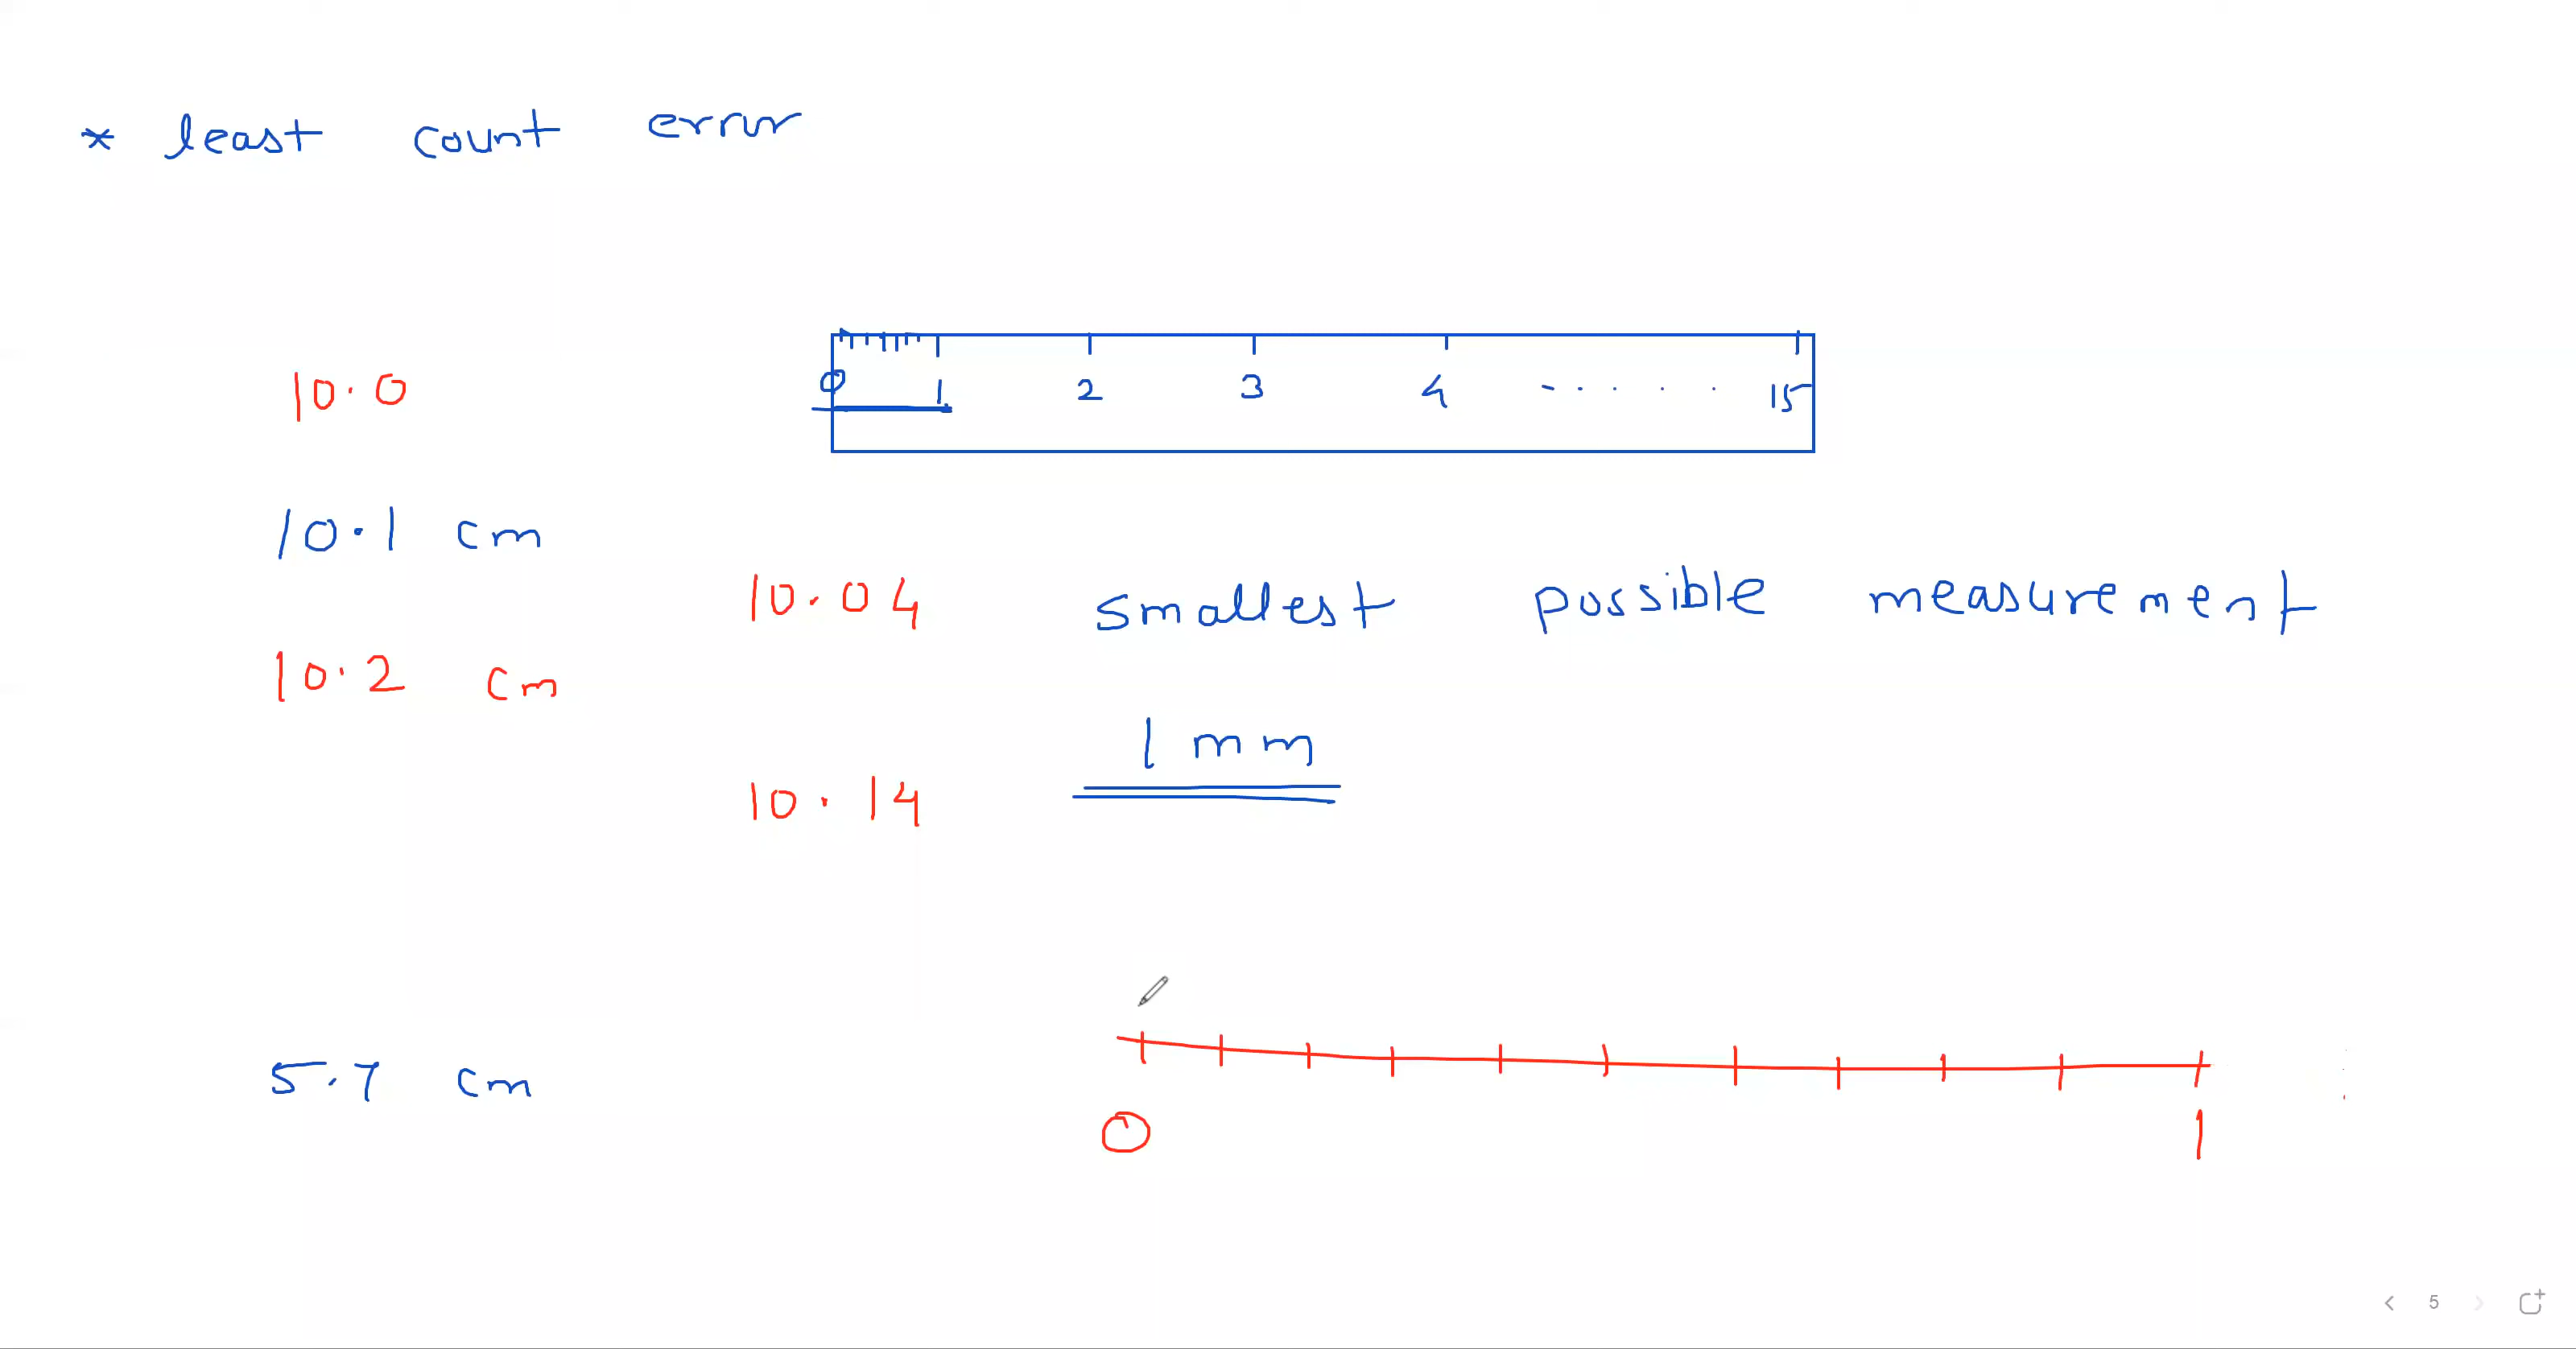 * least count error
10.0
0 1 2 3 4 - . . . . . 15
10.1 cm
10.04 smallest possible measurement
10.2 cm
1 mm
10.14
5.7 cm
0 1
5